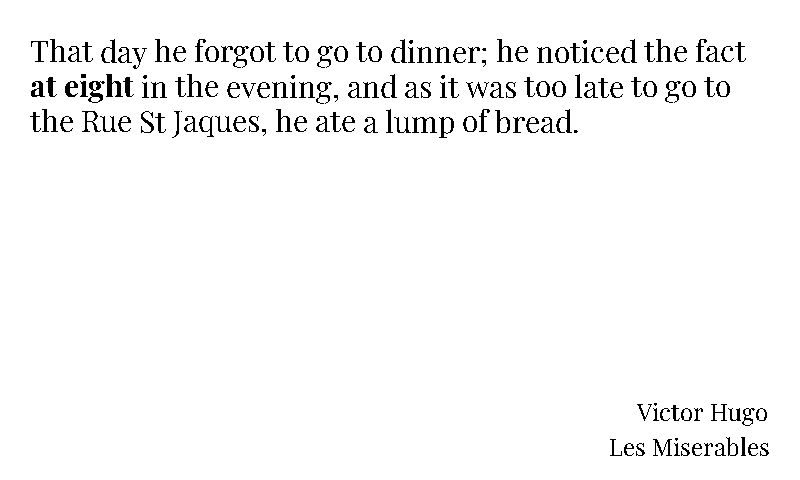 That day he forgot to go to dinner; he noticed the fact
at eight in the evening, and as it was too late to go to
the Rue St Jaques, he ate a lump of bread.
Victor Hugo
Les Miserables